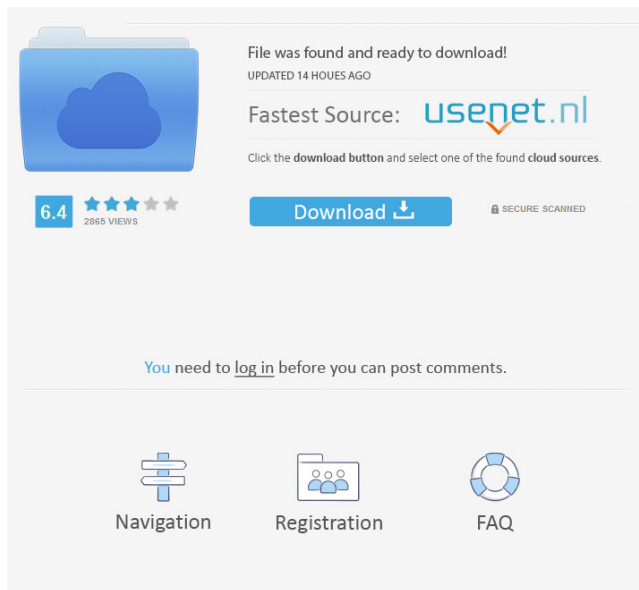 File was found and ready to download!
UPDATED 14 HOUES AGO
Fastest Source: usenet.nl
Click the download button and select one of the found cloud sources.
6.4
2865 VIEWS
Download
SECURE SCANNED
You need to log in before you can post comments.
Navigation
Registration
FAQ